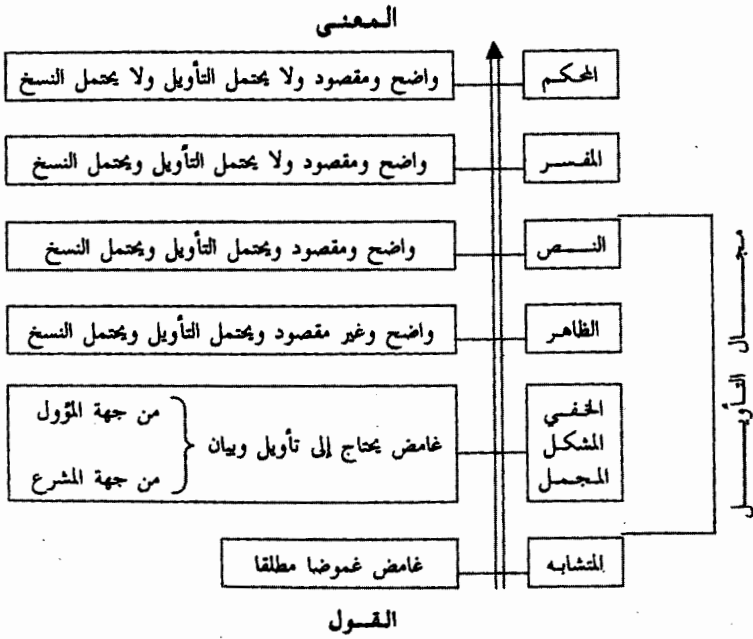 المعنى
المحكم
واضح ومقصود ولا يحتمل التأويل ولا يحتمل النسخ
المفسر
واضح ومقصود ولا يحتمل التأويل ويحتمل النسخ
النص
واضح ومقصود ويحتمل التأويل ويحتمل النسخ
الظاهر
واضح وغير مقصود ويحتمل التأويل ويحتمل النسخ
الخفي
المشكل
المجمل
غامض يحتاج إلى تأويل وبيان
من جهة المؤول
من جهة المشرع
المتشابه
غامض غموضا مطلقا
القول
مجال التأويل